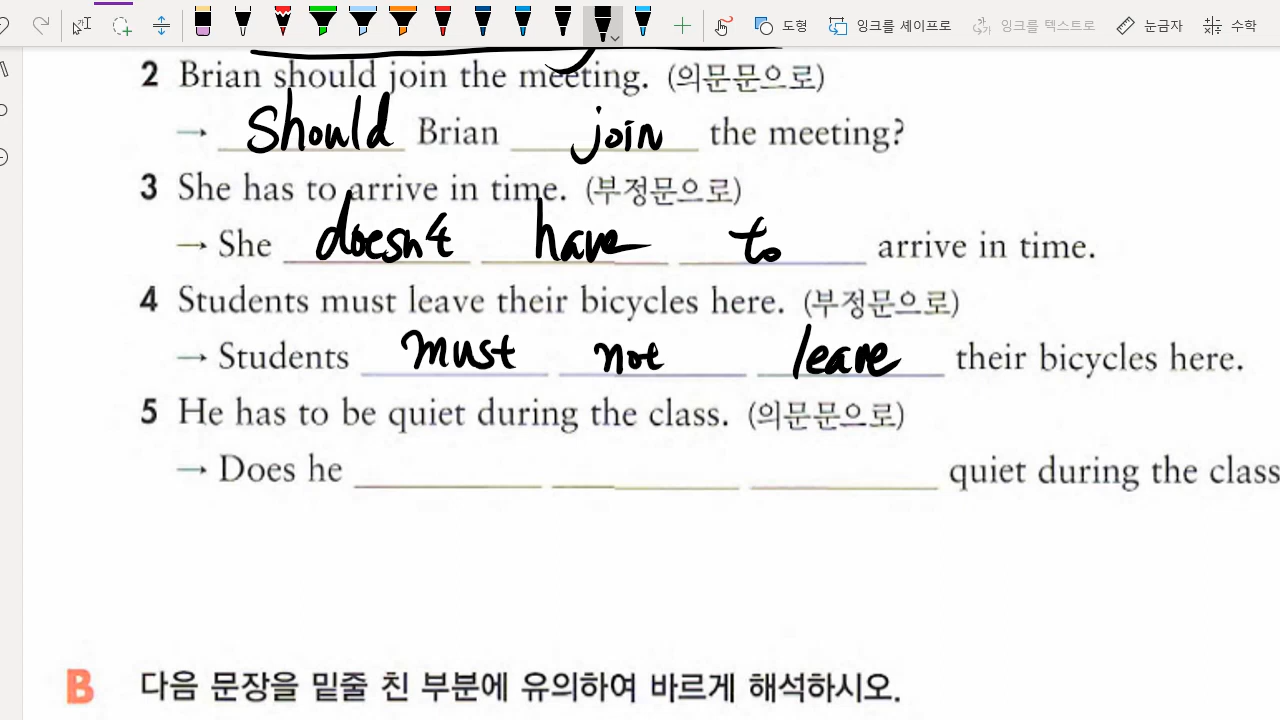 도형 잉크를 셰이프로 잉크를 텍스트로 눈금자 수학
2 Brian should join the meeting. (의문문으로)
→ Should Brian join the meeting?
3 She has to arrive in time. (부정문으로)
→ She doesn't have to arrive in time.
4 Students must leave their bicycles here. (부정문으로)
→ Students must not leave their bicycles here.
5 He has to be quiet during the class. (의문문으로)
→ Does he ___ ___ ___ quiet during the class
B 다음 문장을 밑줄 친 부분에 유의하여 바르게 해석하시오.